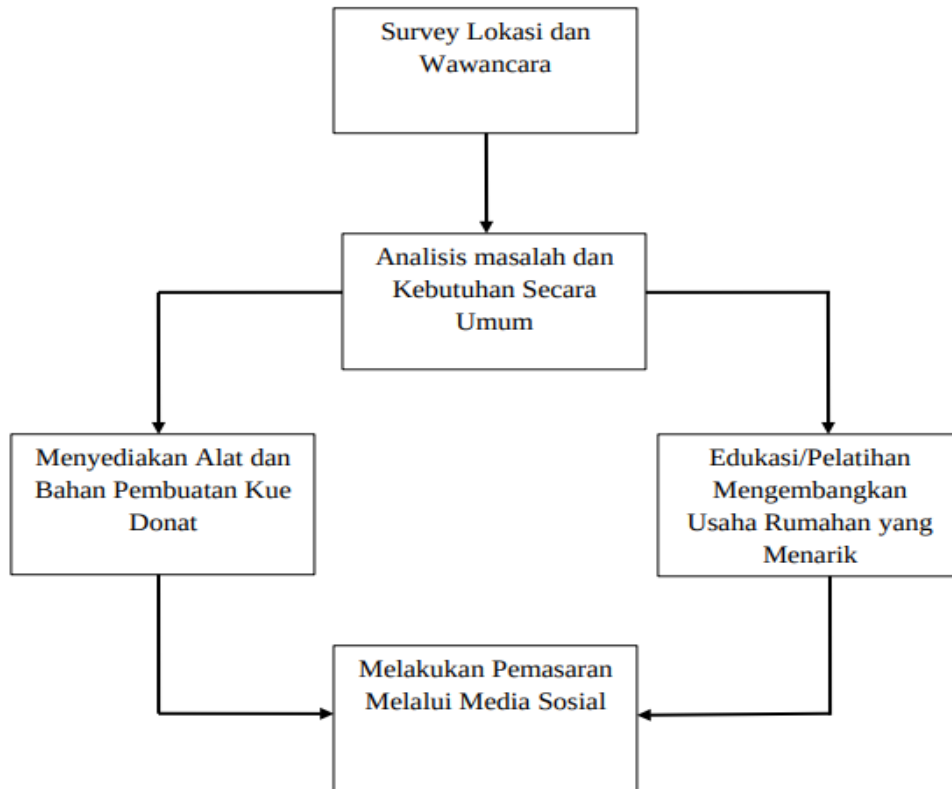 Survey Lokasi dan
Wawancara
Analisis masalah dan
Kebutuhan Secara
Umum
Menyediakan Alat dan
Bahan Pembuatan Kue
Donat
Edukasi/Pelatihan
Mengembangkan
Usaha Rumahan yang
Menarik
Melakukan Pemasaran
Melalui Media Sosial